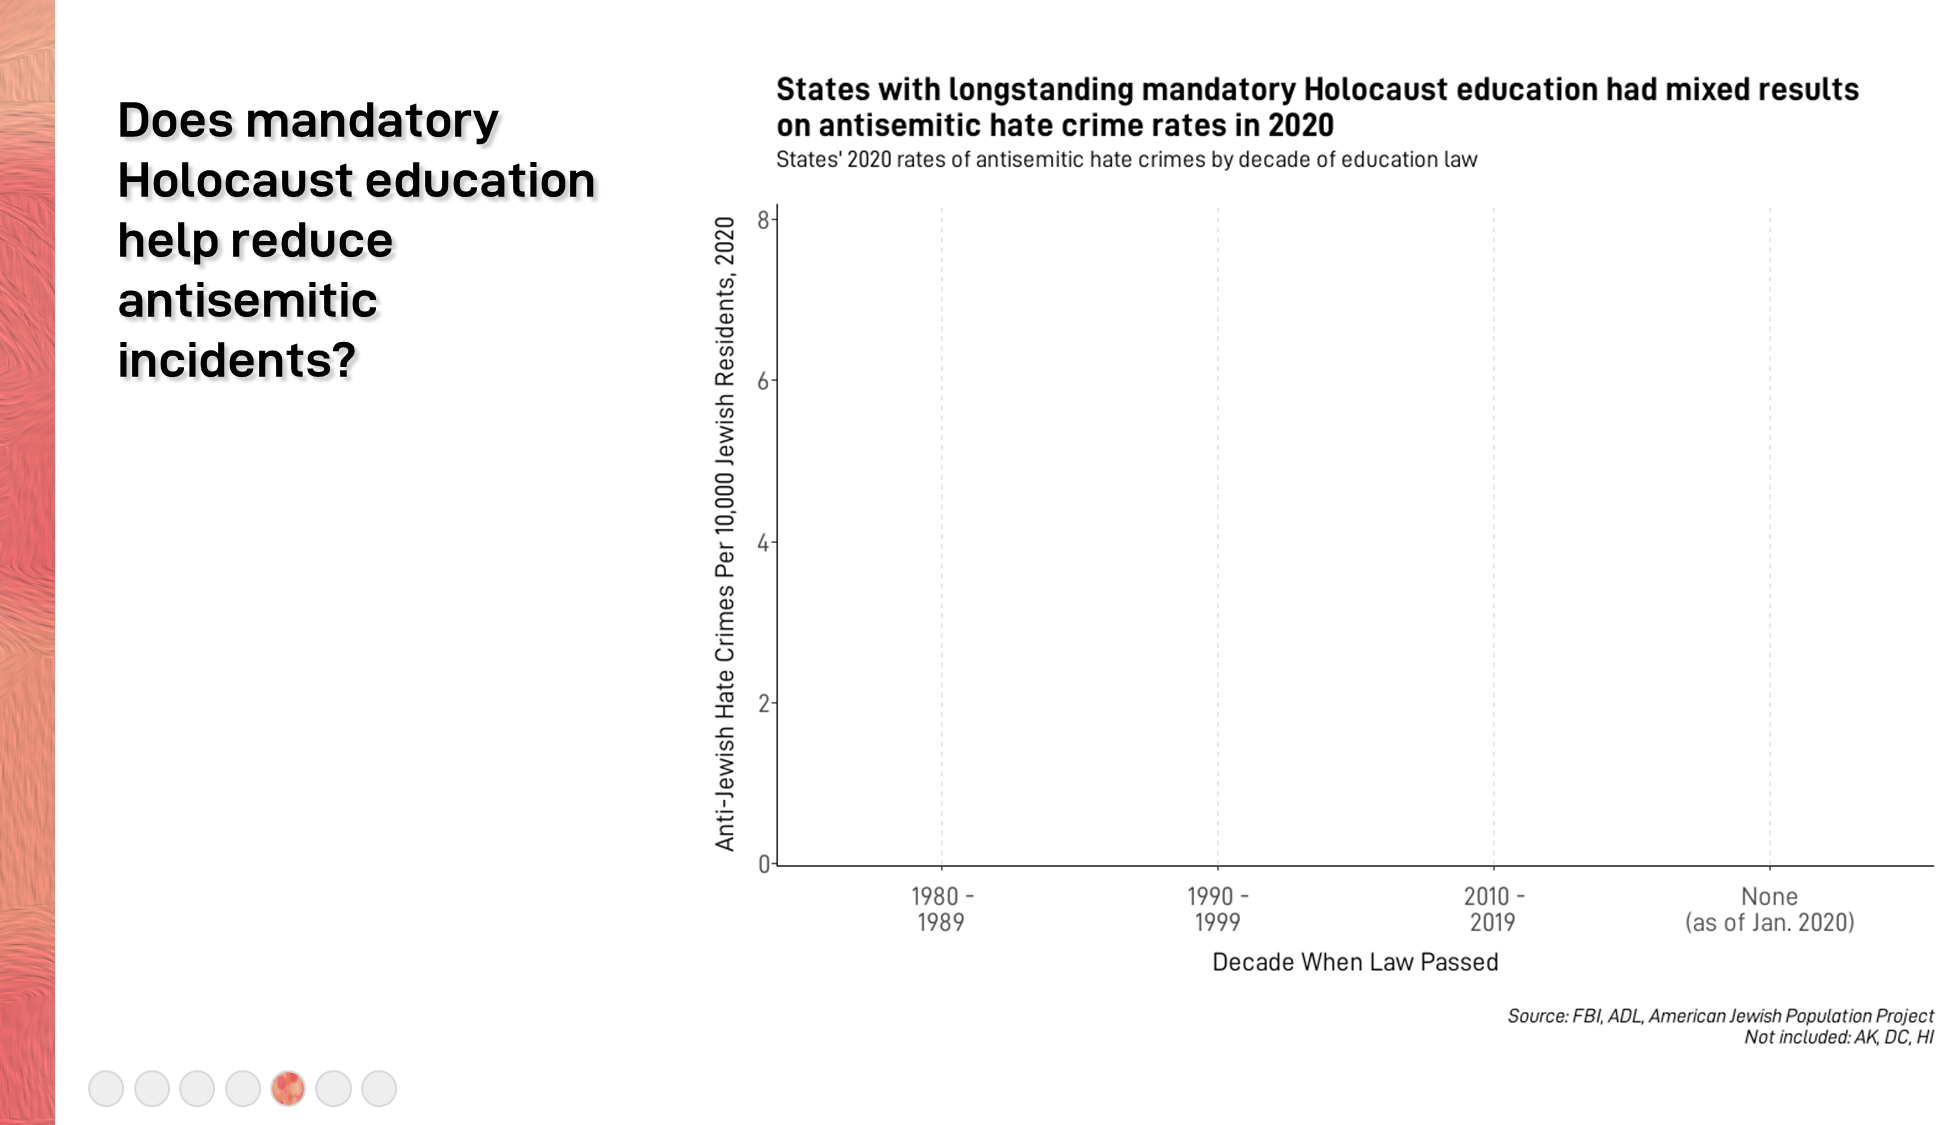 Does mandatory
Holocaust education
help reduce
antisemitic
incidents?
States with longstanding mandatory Holocaust education had mixed results
on antisemitic hate crime rates in 2020
States' 2020 rates of antisemitic hate crimes by decade of education law
Anti-Jewish Hate Crimes Per 10,000 Jewish Residents, 2020
8
6
4
2
0
1980 -
1989
1990 -
1999
2010 -
2019
None
(as of Jan. 2020)
Decade When Law Passed
Source: FBI, ADL, American Jewish Population Project
Not included: AK, DC, HI